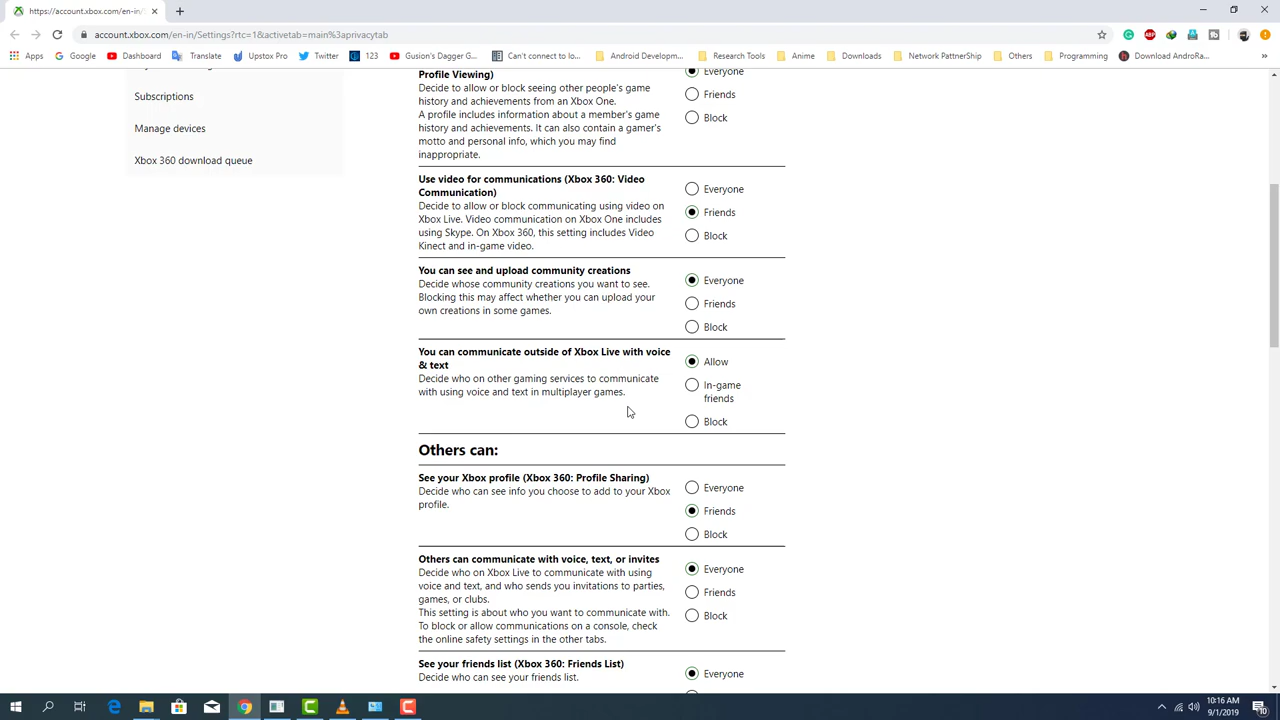 https://account.xbox.com/en-in/
account.xbox.com/en-in/Settings?rtc=1&activetab=main%3aprivacytab
Apps
Google
Dashboard
Translate
Upstox Pro
Twitter
123
Gusion's Dagger G...
Can't connect to lo...
Android Developm...
Research Tools
Anime
Downloads
Network PartnerShip
Others
Programming
Download AndroRa...
Subscriptions
Manage devices
Xbox 360 download queue
Profile Viewing)
Decide to allow or block seeing other people's game
history and achievements from an Xbox One.
A profile includes information about a member's game
history and achievements. It can also contain a gamer's
motto and personal info, which you may find
inappropriate.
Everyone
Friends
Block
Use video for communications (Xbox 360: Video
Communication)
Decide to allow or block communicating using video on
Xbox Live. Video communication on Xbox One includes
using Skype. On Xbox 360, this setting includes Video
Kinect and in-game video.
Everyone
Friends
Block
You can see and upload community creations
Decide whose community creations you want to see.
Blocking this may affect whether you can upload your
own creations in some games.
Everyone
Friends
Block
You can communicate outside of Xbox Live with voice
& text
Decide who on other gaming services to communicate
with using voice and text in multiplayer games.
Allow
In-game
friends
Block
Others can:
See your Xbox profile (Xbox 360: Profile Sharing)
Decide who can see info you choose to add to your Xbox
profile.
Everyone
Friends
Block
Others can communicate with voice, text, or invites
Decide who on Xbox Live to communicate with using
voice and text, and who sends you invitations to parties,
games, or clubs.
This setting is about who you want to communicate with.
To block or allow communications on a console, check
the online safety settings in the other tabs.
Everyone
Friends
Block
See your friends list (Xbox 360: Friends List)
Decide who can see your friends list.
Everyone
10:16 AM
9/1/2019